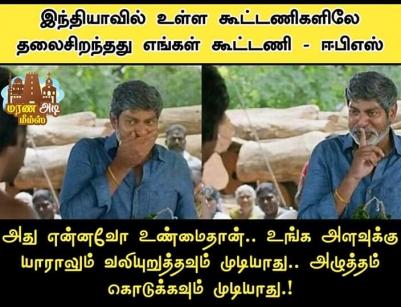 இந்தியாவில் உள்ள கூட்டணிகளிலே
தலைசிறந்தது எங்கள் கூட்டணி - ஈபிஎஸ்
மரண அடி
மீம்ஸ்
அது என்னவோ உண்மைதான்.. உங்க அளவுக்கு
யாராலும் வலியுறுத்தவும் முடியாது.. அழுத்தம்
கொடுக்கவும் முடியாது.!